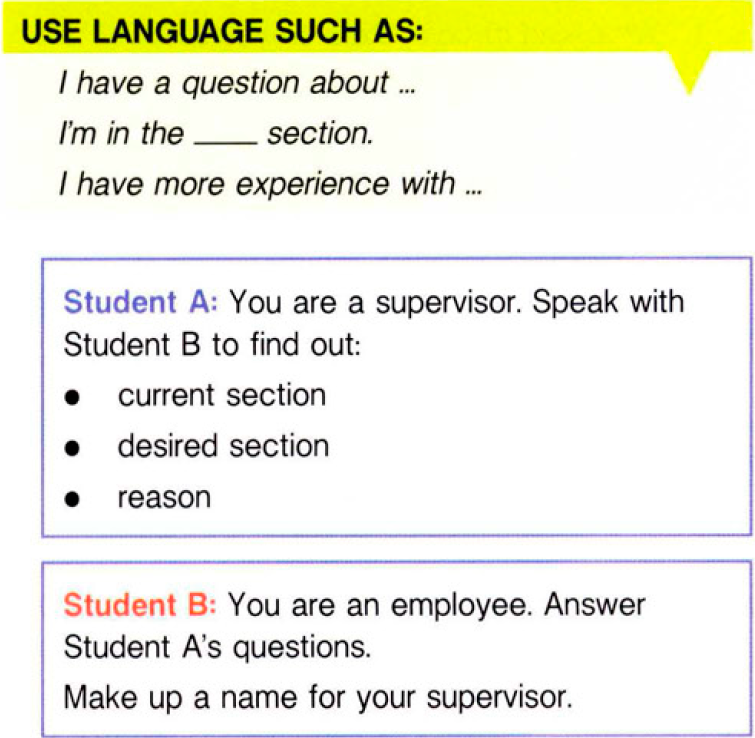 USE LANGUAGE SUCH AS:
I have a question about ...
I'm in the ____ section.
I have more experience with ...
Student A: You are a supervisor. Speak with
Student B to find out:
● current section
● desired section
● reason
Student B: You are an employee. Answer
Student A's questions.
Make up a name for your supervisor.